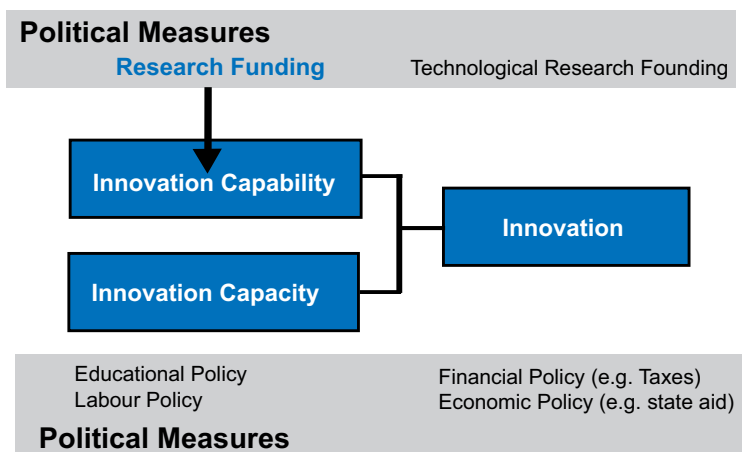 Political Measures
Research Funding
Technological Research Founding
Innovation Capability
Innovation
Innovation Capacity
Educational Policy
Labour Policy
Financial Policy (e.g. Taxes)
Economic Policy (e.g. state aid)
Political Measures